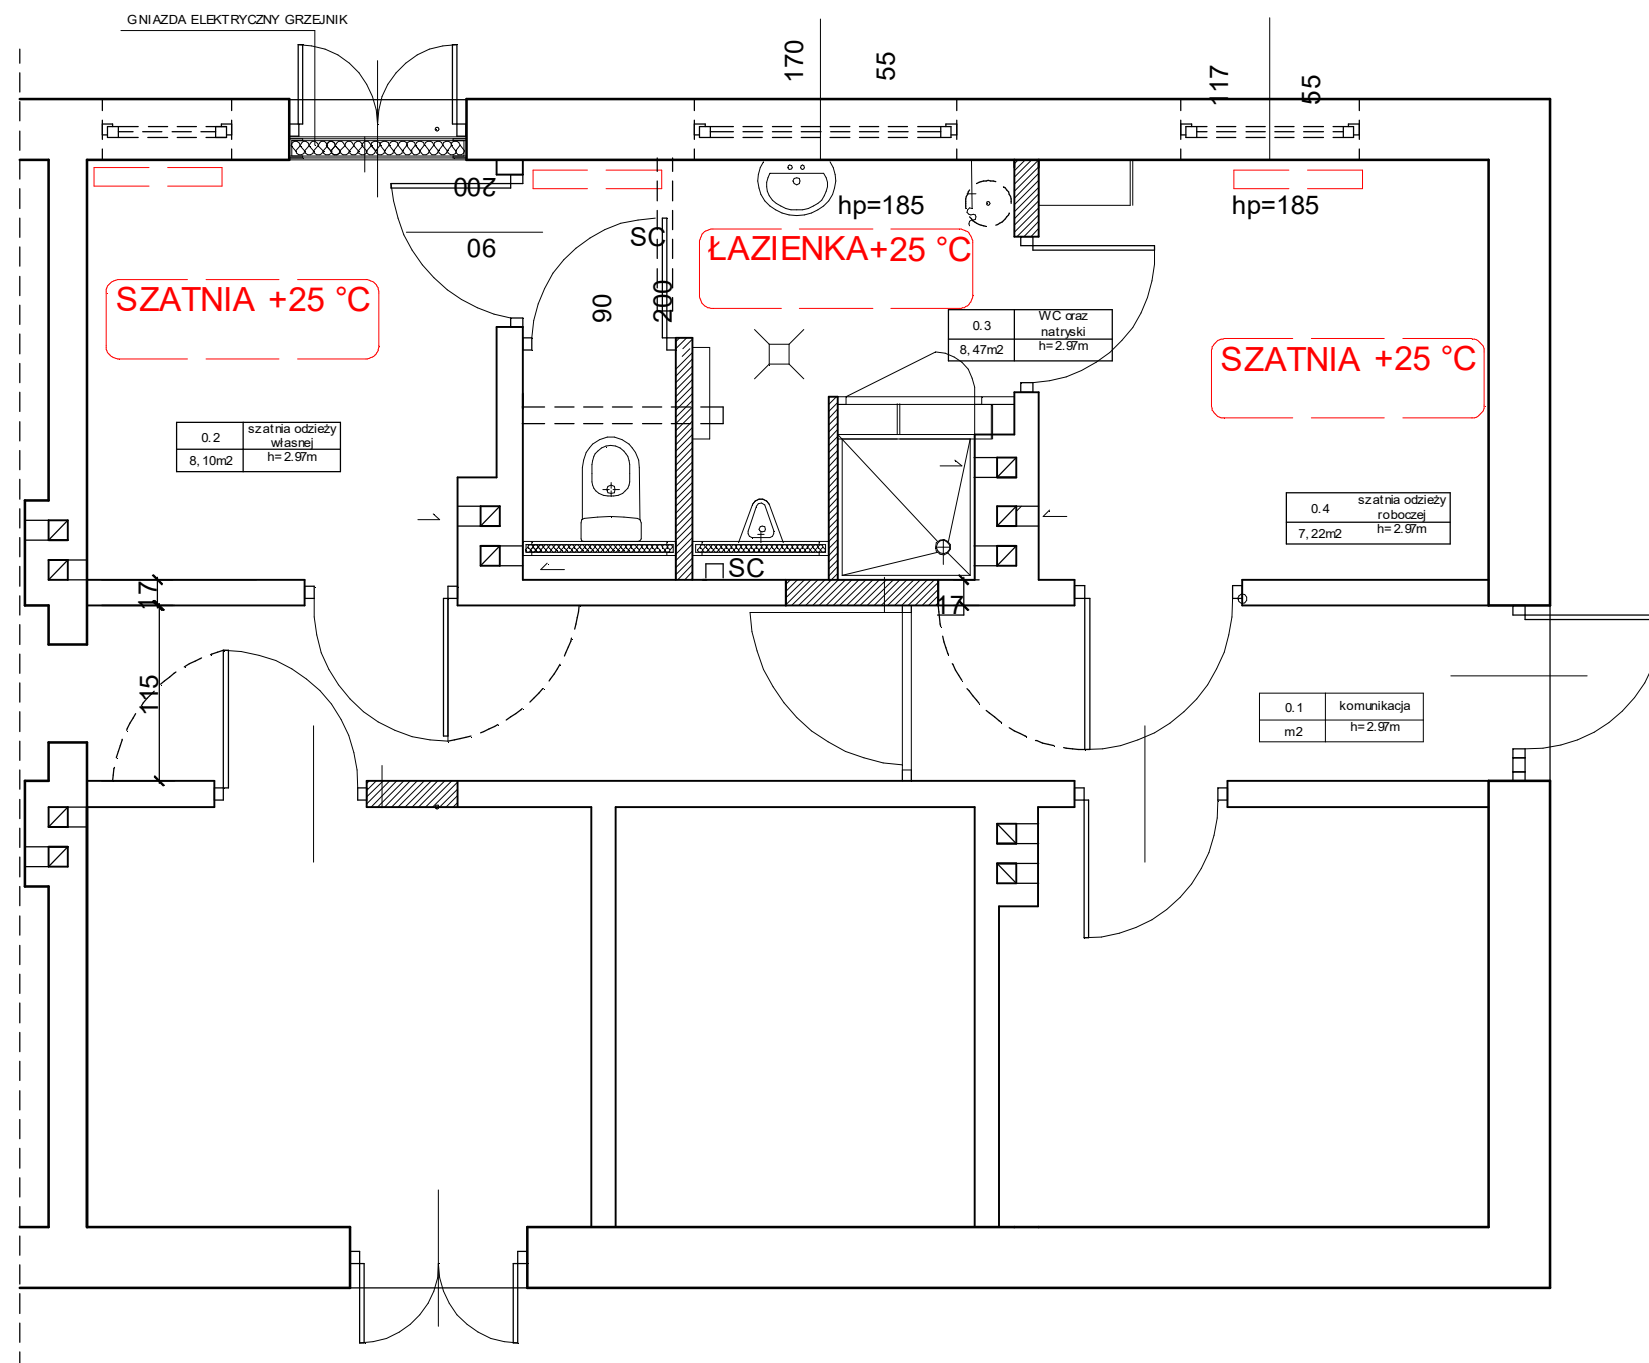 GNIAZDA ELEKTRYCZNY GRZEJNIK
170
55
117
55
200
90
hp=185
hp=185
SC
ŁAZIENKA+25 °C
SZATNIA +25 °C
90
200
0.3
WC oraz
natryski
8,47m2
h=2.97m
SZATNIA +25 °C
0.2
szatnia odzieży
własnej
8,10m2
h=2.97m
0.4
szatnia odzieży
roboczej
7,22m2
h=2.97m
SC
17
17
115
0.1
komunikacja
m2
h=2.97m